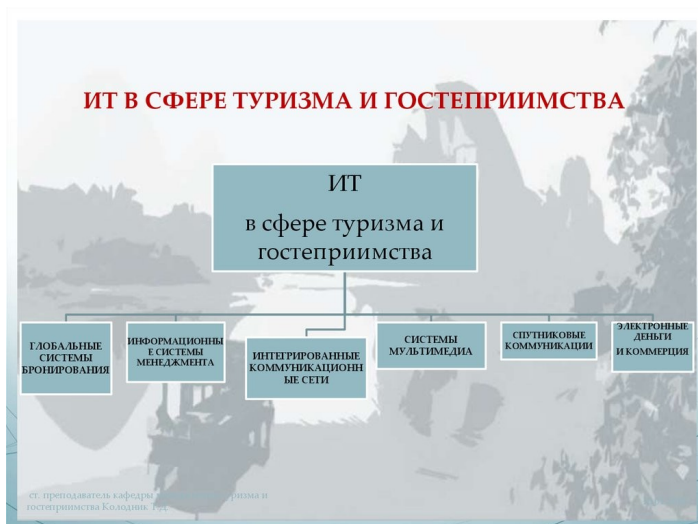 ИТ В СФЕРЕ ТУРИЗМА И ГОСТЕПРИИМСТВА
ИТ
в сфере туризма и
гостеприимства
ГЛОБАЛЬНЫЕ
СИСТЕМЫ
БРОНИРОВАНИЯ
ИНФОРМАЦИОННЫ
Е СИСТЕМЫ
МЕНЕДЖМЕНТА
ИНТЕГРИРОВАННЫЕ
КОММУНИКАЦИОНН
ЫЕ СЕТИ
СИСТЕМЫ
МУЛЬТИМЕДИА
СПУТНИКОВЫЕ
КОММУНИКАЦИИ
ЭЛЕКТРОННЫЕ
ДЕНЬГИ
И КОММЕРЦИЯ
ст. преподаватель кафедры туризма и
гостеприимства Колодник